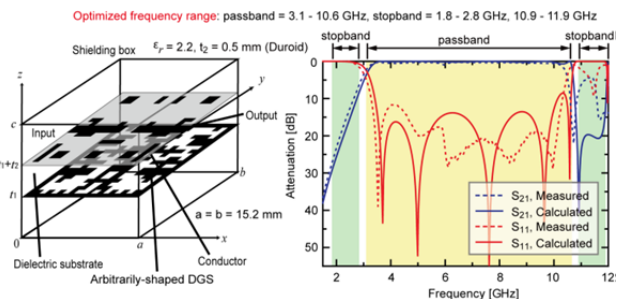 Optimized frequency range: passband = 3.1 - 10.6 GHz, stopband = 1.8 - 2.8 GHz, 10.9 - 11.9 GHz
Shielding box
εr = 2.2, t2 = 0.5 mm (Duroid)
z
y
c
Input
Output
t1+t2
t1
b
a = b = 15.2 mm
0
a
x
Conductor
Dielectric substrate
Arbitrarily-shaped DGS
stopband
passband
stopband
0
10
20
30
40
50
Attenuation [dB]
S21, Measured
S21, Calculated
S11, Measured
S11, Calculated
2 4 6 8 10 12
Frequency [GHz]